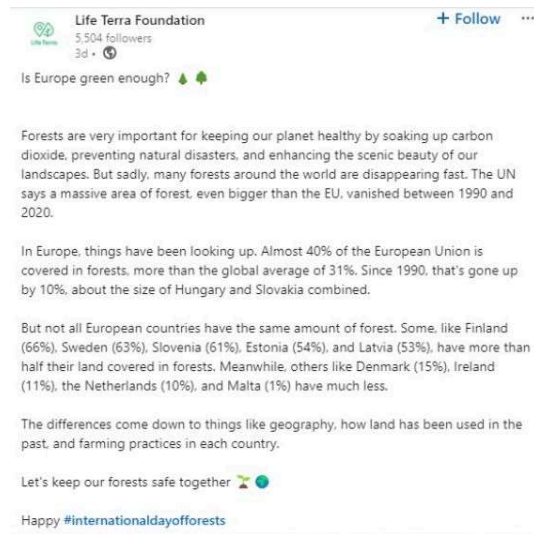 Life Terra Foundation
+ Follow ...
Life Terra
5,504 followers
3d •
Is Europe green enough? 🌲 🌳
Forests are very important for keeping our planet healthy by soaking up carbon
dioxide, preventing natural disasters, and enhancing the scenic beauty of our
landscapes. But sadly, many forests around the world are disappearing fast. The UN
says a massive area of forest, even bigger than the EU, vanished between 1990 and
2020.
In Europe, things have been looking up. Almost 40% of the European Union is
covered in forests, more than the global average of 31%. Since 1990, that's gone up
by 10%, about the size of Hungary and Slovakia combined.
But not all European countries have the same amount of forest. Some, like Finland
(66%), Sweden (63%), Slovenia (61%), Estonia (54%), and Latvia (53%), have more than
half their land covered in forests. Meanwhile, others like Denmark (15%), Ireland
(11%), the Netherlands (10%), and Malta (1%) have much less.
The differences come down to things like geography, how land has been used in the
past, and farming practices in each country.
Let's keep our forests safe together 🌱 🌍
Happy #internationaldayofforests